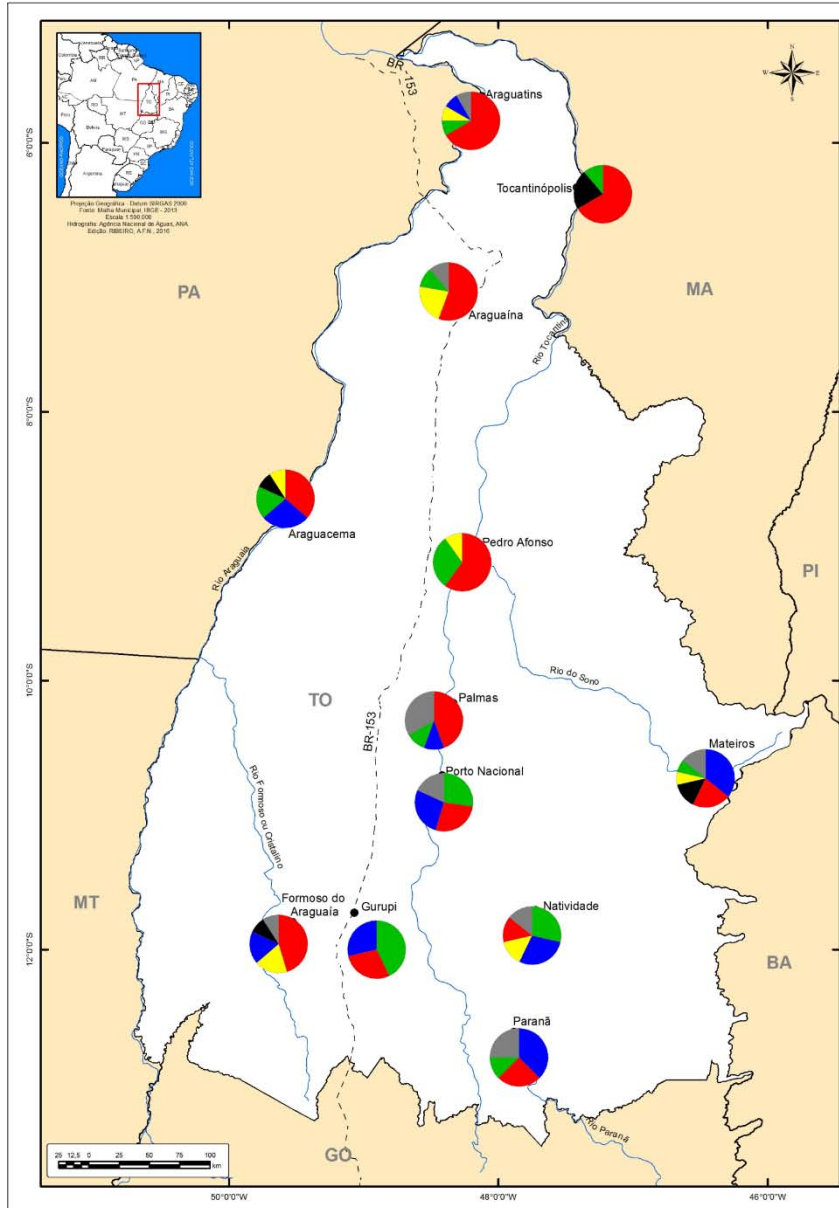 BR -153
Araguatins
Tocantinópolis
PA
MA
Araguaína
Rio Tocantins
Projeção Geográfica - Datum SIRGAS 2000
Fonte: Malha Municipal, IBGE - 2013
Escala 1:590.000
Hidrografia: Agência Nacional de Águas, ANA
Edição: RIBEIRO, A.F.N., 2016
N
W
E
S
6°0'0"S
8°0'0"S
Araguacema
Rio Araguaia
Pedro Afonso
PI
10°0'0"S
TO
BR-153
Rio do Sono
Palmas
Mateiros
Porto Nacional
Rio Formoso ou Cristalino
MT
Formoso do
Araguaía
Gurupi
Natividade
12°0'0"S
BA
Paranã
Rio Paranã
GO
25 12,5 0 25 50 75 100
km
50°0'0"W
48°0'0"W
46°0'0"W